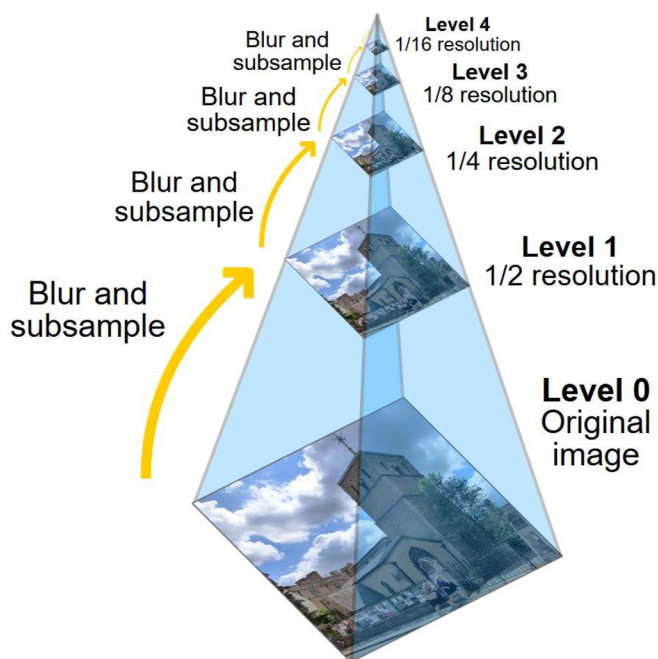 Level 4
1/16 resolution
Blur and
subsample
Level 3
1/8 resolution
Blur and
subsample
Level 2
1/4 resolution
Blur and
subsample
Level 1
1/2 resolution
Blur and
subsample
Level 0
Original
image